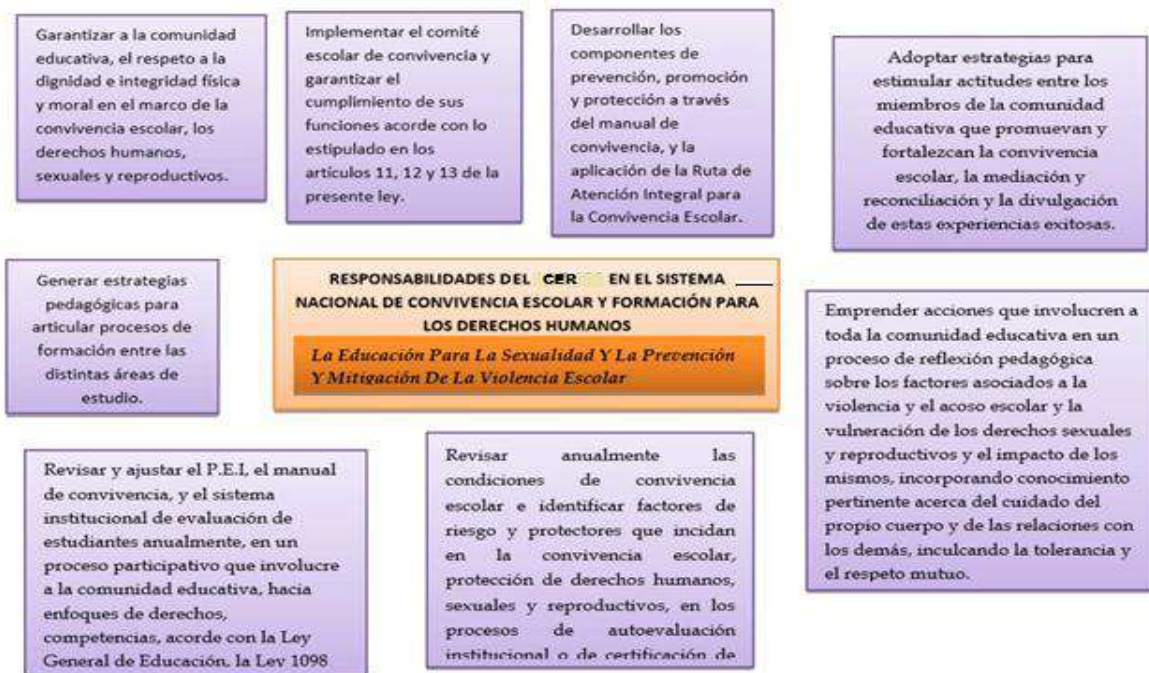 Garantizar a la comunidad
educativa, el respeto a la
dignidad e integridad física
y moral en el marco de la
convivencia escolar, los
derechos humanos,
sexuales y reproductivos.
Implementar el comité
escolar de convivencia y
garantizar el
cumplimiento de sus
funciones acorde con lo
estipulado en los
artículos 11, 12 y 13 de la
presente ley.
Desarrollar los
componentes de
prevención, promoción
y protección a través
del manual de
convivencia, y la
aplicación de la Ruta de
Atención Integral para
la Convivencia Escolar.
Adoptar estrategias para
estimular actitudes entre los
miembros de la comunidad
educativa que promuevan y
fortalezcan la convivencia
escolar, la mediación y
reconciliación y la divulgación
de estas experiencias exitosas.
Generar estrategias
pedagógicas para
articular procesos de
formación entre las
distintas áreas de
estudio.
RESPONSABILIDADES DEL CER EN EL SISTEMA ___
NACIONAL DE CONVIVENCIA ESCOLAR Y FORMACIÓN PARA
LOS DERECHOS HUMANOS
La Educación Para La Sexualidad Y La Prevención
Y Mitigación De La Violencia Escolar
Emprender acciones que involucren a
toda la comunidad educativa en un
proceso de reflexión pedagógica
sobre los factores asociados a la
violencia y el acoso escolar y la
vulneración de los derechos sexuales
y reproductivos y el impacto de los
mismos, incorporando conocimiento
pertinente acerca del cuidado del
propio cuerpo y de las relaciones con
los demás, inculcando la tolerancia y
el respeto mutuo.
Revisar y ajustar el P.E.I, el manual
de convivencia, y el sistema
institucional de evaluación de
estudiantes anualmente, en un
proceso participativo que involucre
a la comunidad educativa, hacia
enfoques de derechos,
competencias, acorde con la Ley
General de Educación, la Ley 1098
Revisar anualmente las
condiciones de convivencia
escolar e identificar factores de
riesgo y protectores que incidan
en la convivencia escolar,
protección de derechos humanos,
sexuales y reproductivos, en los
procesos de autoevaluación
institucional o de certificación de